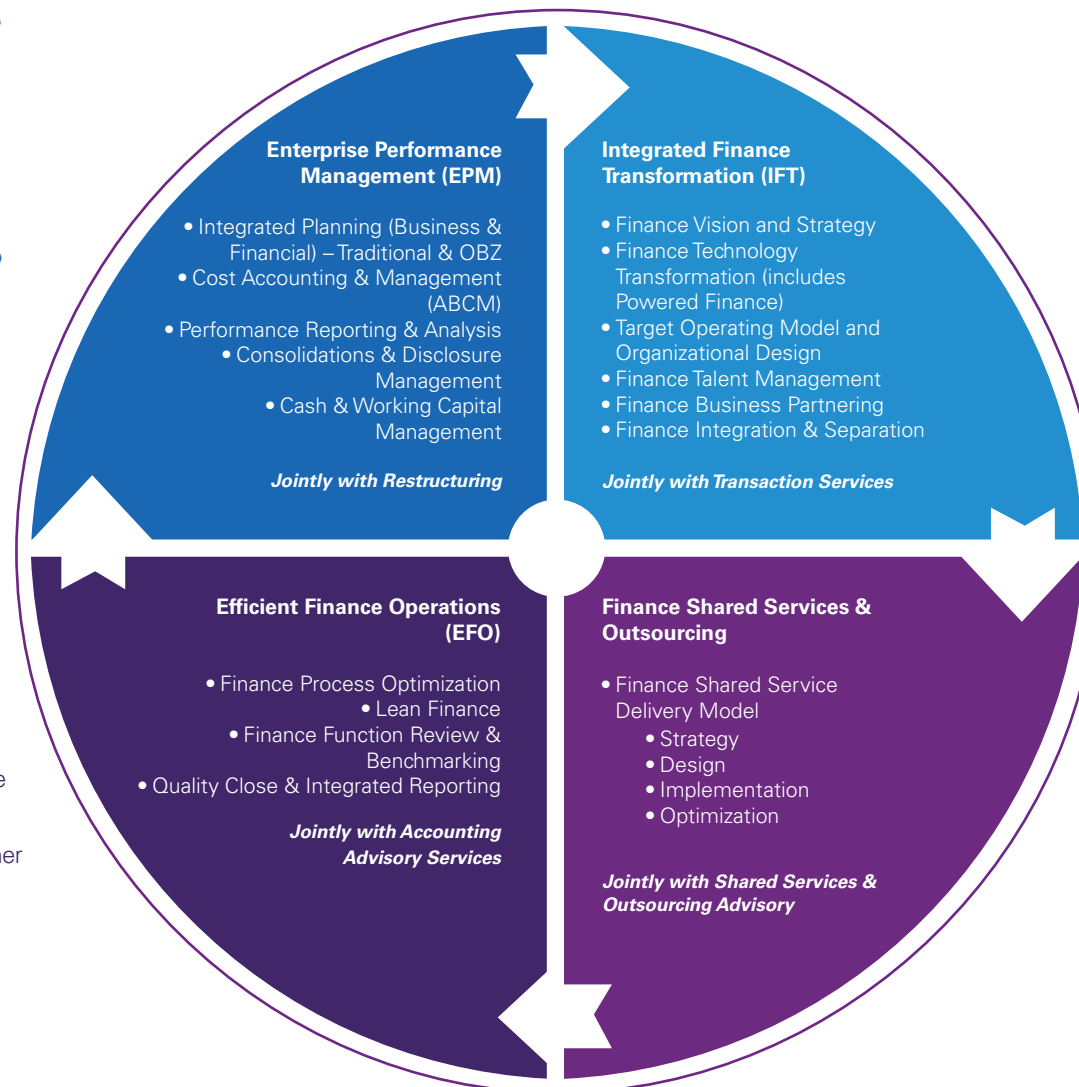 Enterprise Performance
Management (EPM)
• Integrated Planning (Business &
Financial) – Traditional & OBZ
• Cost Accounting & Management
(ABCM)
• Performance Reporting & Analysis
• Consolidations & Disclosure
Management
• Cash & Working Capital
Management
Jointly with Restructuring
Integrated Finance
Transformation (IFT)
• Finance Vision and Strategy
• Finance Technology
Transformation (includes
Powered Finance)
• Target Operating Model and
Organizational Design
• Finance Talent Management
• Finance Business Partnering
• Finance Integration & Separation
Jointly with Transaction Services
Efficient Finance Operations
(EFO)
• Finance Process Optimization
• Lean Finance
• Finance Function Review &
Benchmarking
• Quality Close & Integrated Reporting
Jointly with Accounting
Advisory Services
Finance Shared Services &
Outsourcing
• Finance Shared Service
Delivery Model
• Strategy
• Design
• Implementation
• Optimization
Jointly with Shared Services &
Outsourcing Advisory